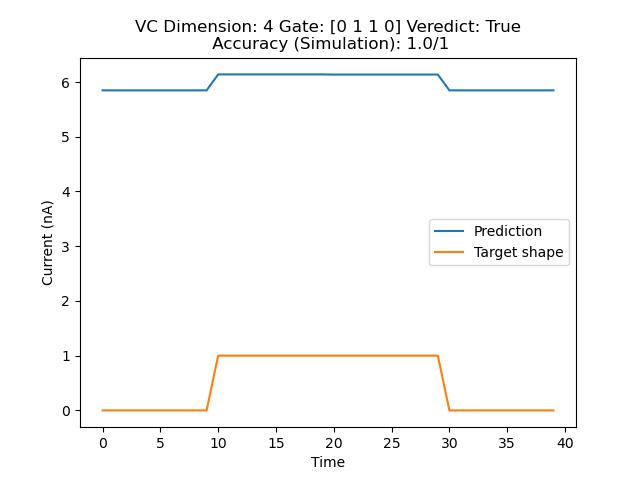 VC Dimension: 4 Gate: [0 1 1 0] Veredict: True
Accuracy (Simulation): 1.0/1
6
5
4
3
2
1
0
Current (nA)
Prediction
Target shape
0 5 10 15 20 25 30 35 40
Time